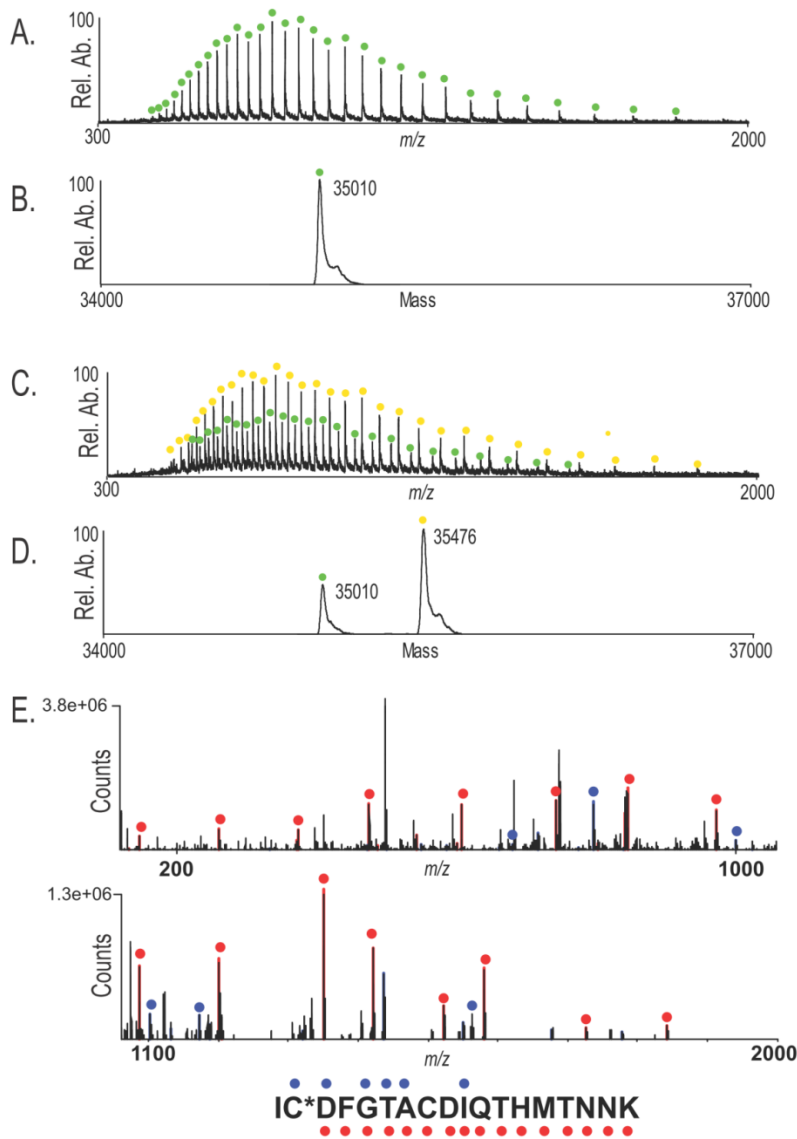 A.
100
Rel. Ab.
300
m/z
2000
B.
100
Rel. Ab.
35010
34000
Mass
37000
C.
100
Rel. Ab.
300
m/z
2000
D.
100
Rel. Ab.
35010
35476
34000
Mass
37000
E.
3.8e+06
Counts
200
m/z
1000
1.3e+06
Counts
1100
m/z
2000
IC*DFGTACDIQTHMTNNK